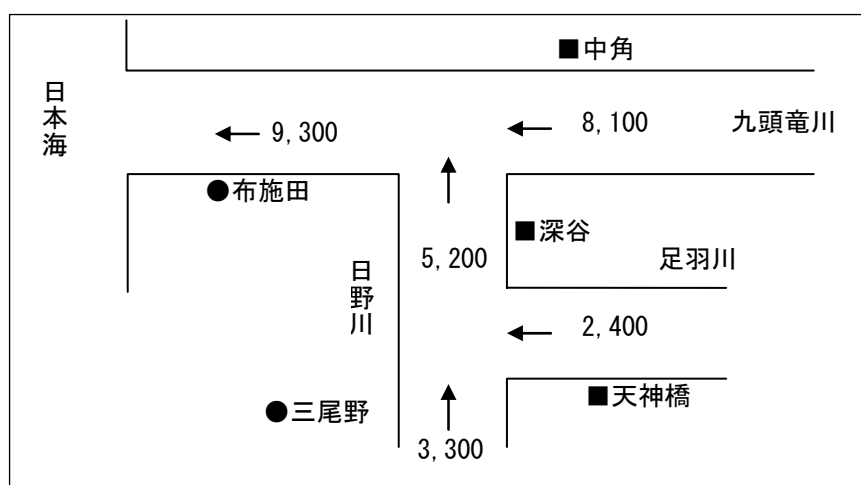 ■中角
日本海
← 9,300
← 8,100
九頭竜川
●布施田
■深谷
5,200
足羽川
日野川
← 2,400
●三尾野
■天神橋
3,300